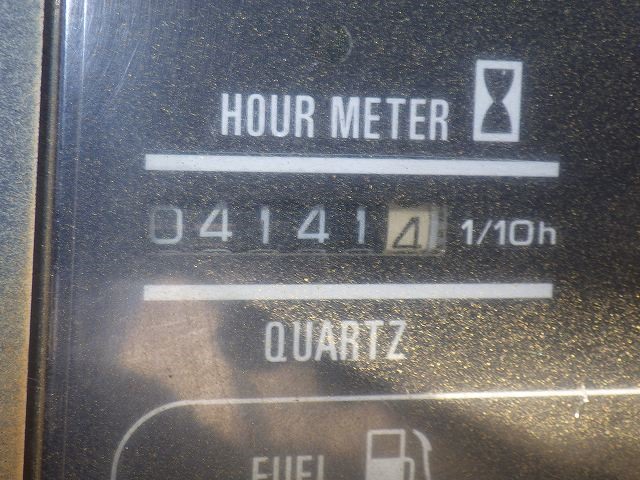 HOUR METER
041414 1/10h
QUARTZ
FUEL